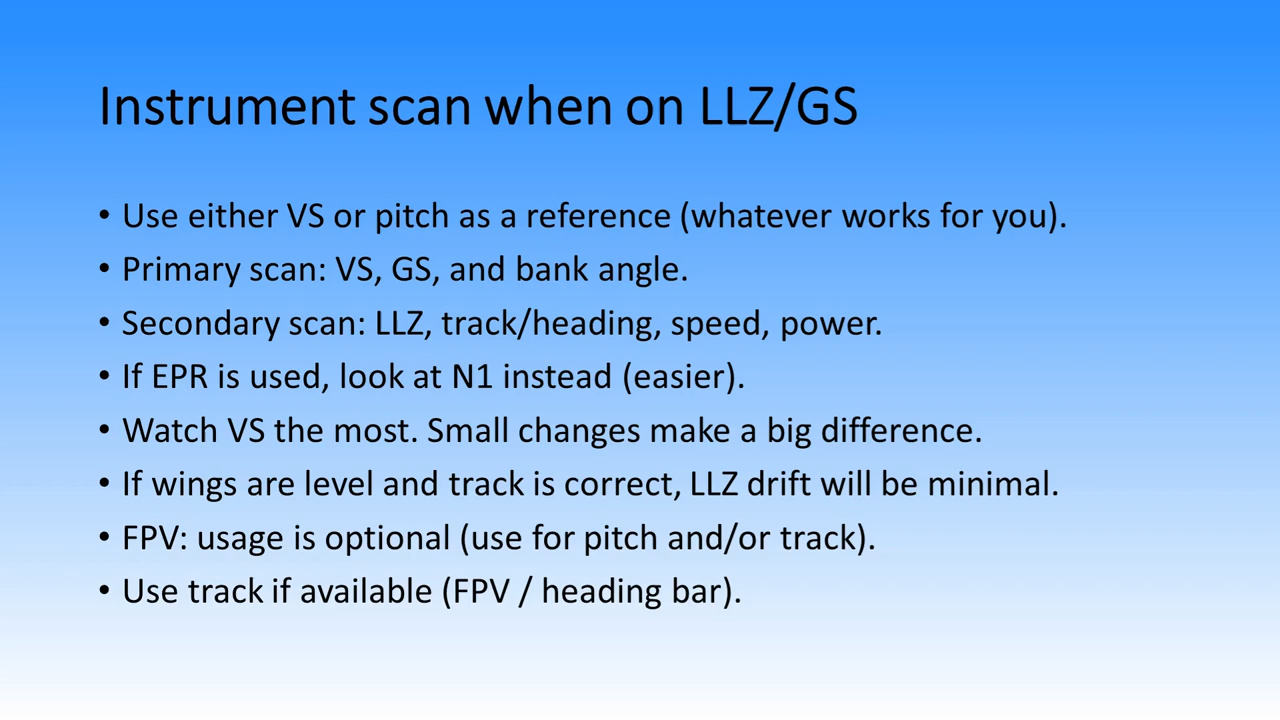 Instrument scan when on LLZ/GS
• Use either VS or pitch as a reference (whatever works for you).
• Primary scan: VS, GS, and bank angle.
• Secondary scan: LLZ, track/heading, speed, power.
• If EPR is used, look at N1 instead (easier).
• Watch VS the most. Small changes make a big difference.
• If wings are level and track is correct, LLZ drift will be minimal.
• FPV: usage is optional (use for pitch and/or track).
• Use track if available (FPV / heading bar).